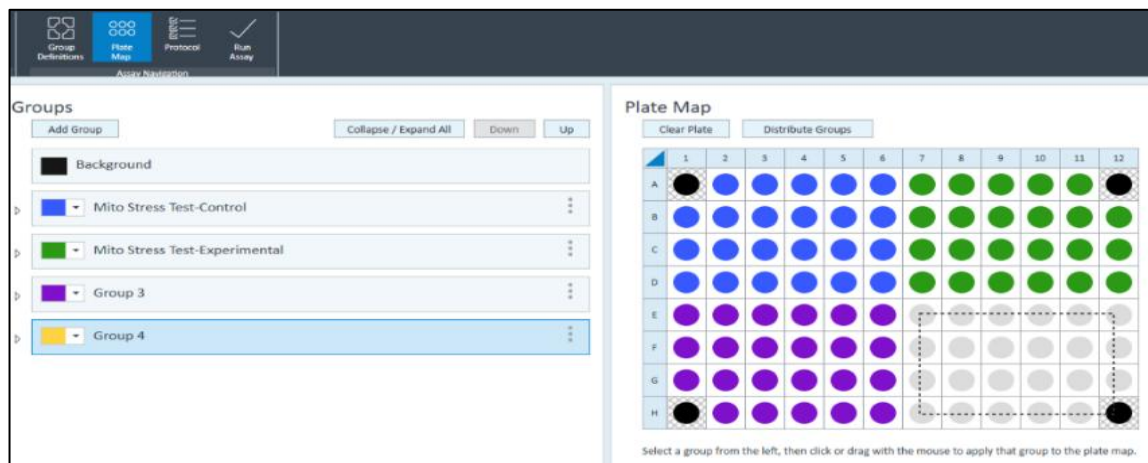 Group Definitions
Plate Map
Protocol
Run Assay
Assay Navigation
Groups
Add Group
Collapse / Expand All
Down
Up
Background
Mito Stress Test-Control
Mito Stress Test-Experimental
Group 3
Group 4
Plate Map
Clear Plate
Distribute Groups
1 2 3 4 5 6 7 8 9 10 11 12
A
B
C
D
E
F
G
H
Select a group from the left, then click or drag with the mouse to apply that group to the plate map.